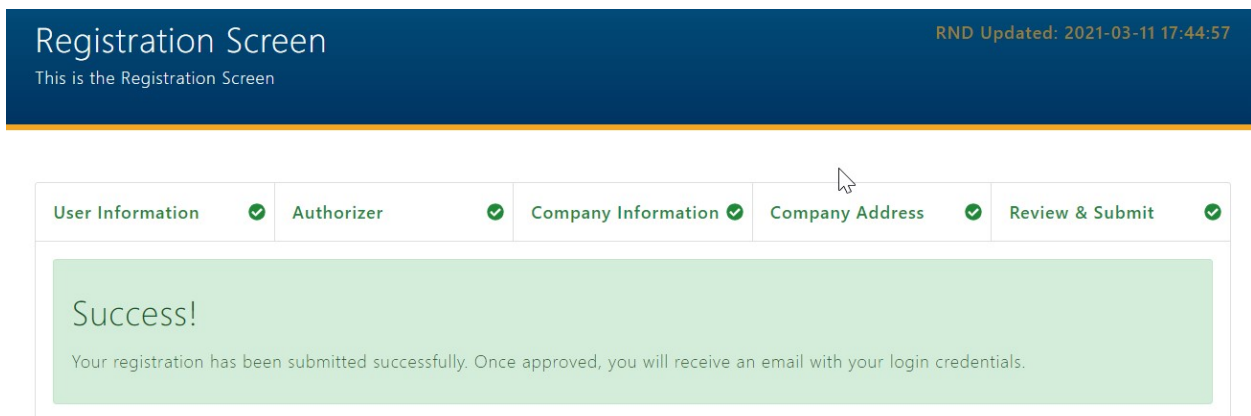 Registration Screen
RND Updated: 2021-03-11 17:44:57
This is the Registration Screen
User Information
Authorizer
Company Information
Company Address
Review & Submit
Success!
Your registration has been submitted successfully. Once approved, you will receive an email with your login credentials.